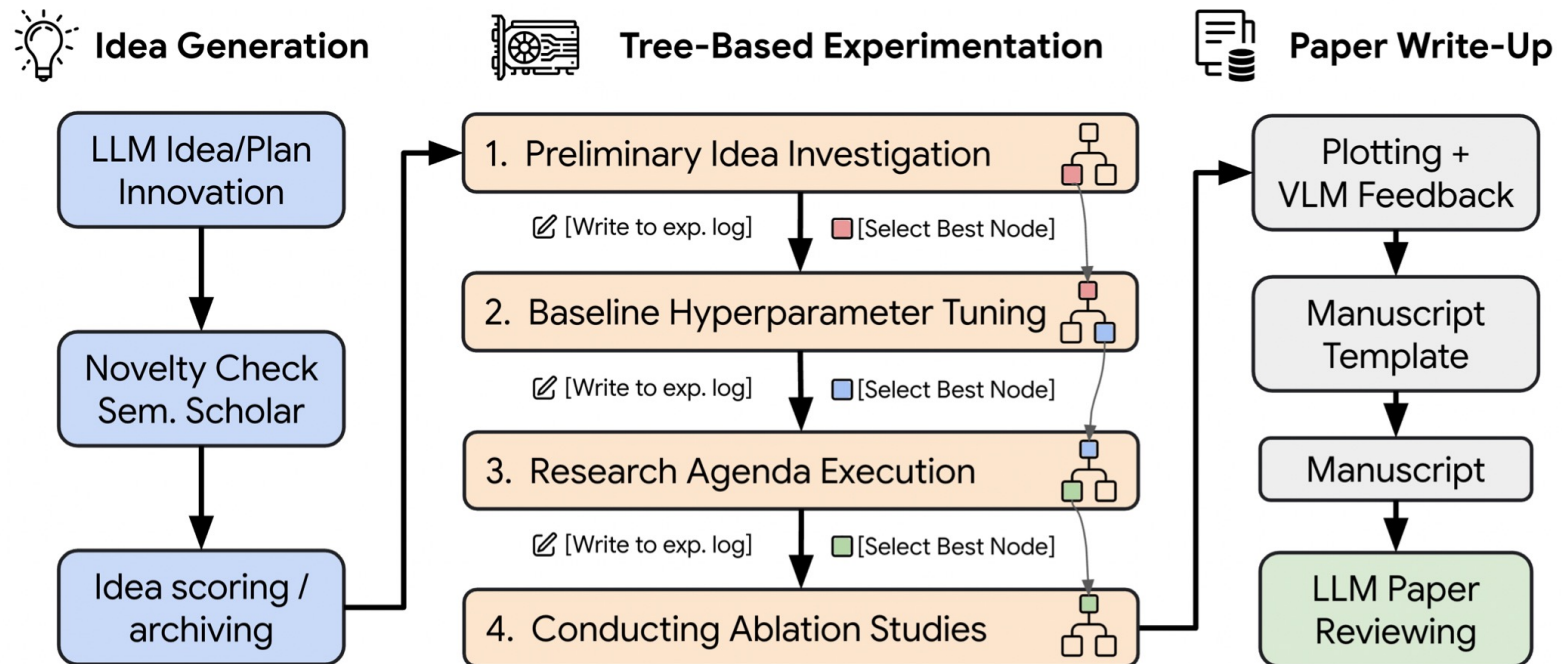 Idea Generation
LLM Idea/Plan
Innovation
Novelty Check
Sem. Scholar
Idea scoring /
archiving
Tree-Based Experimentation
1. Preliminary Idea Investigation
[Write to exp. log] [Select Best Node]
2. Baseline Hyperparameter Tuning
[Write to exp. log] [Select Best Node]
3. Research Agenda Execution
[Write to exp. log] [Select Best Node]
4. Conducting Ablation Studies
Paper Write-Up
Plotting +
VLM Feedback
Manuscript
Template
Manuscript
LLM Paper
Reviewing